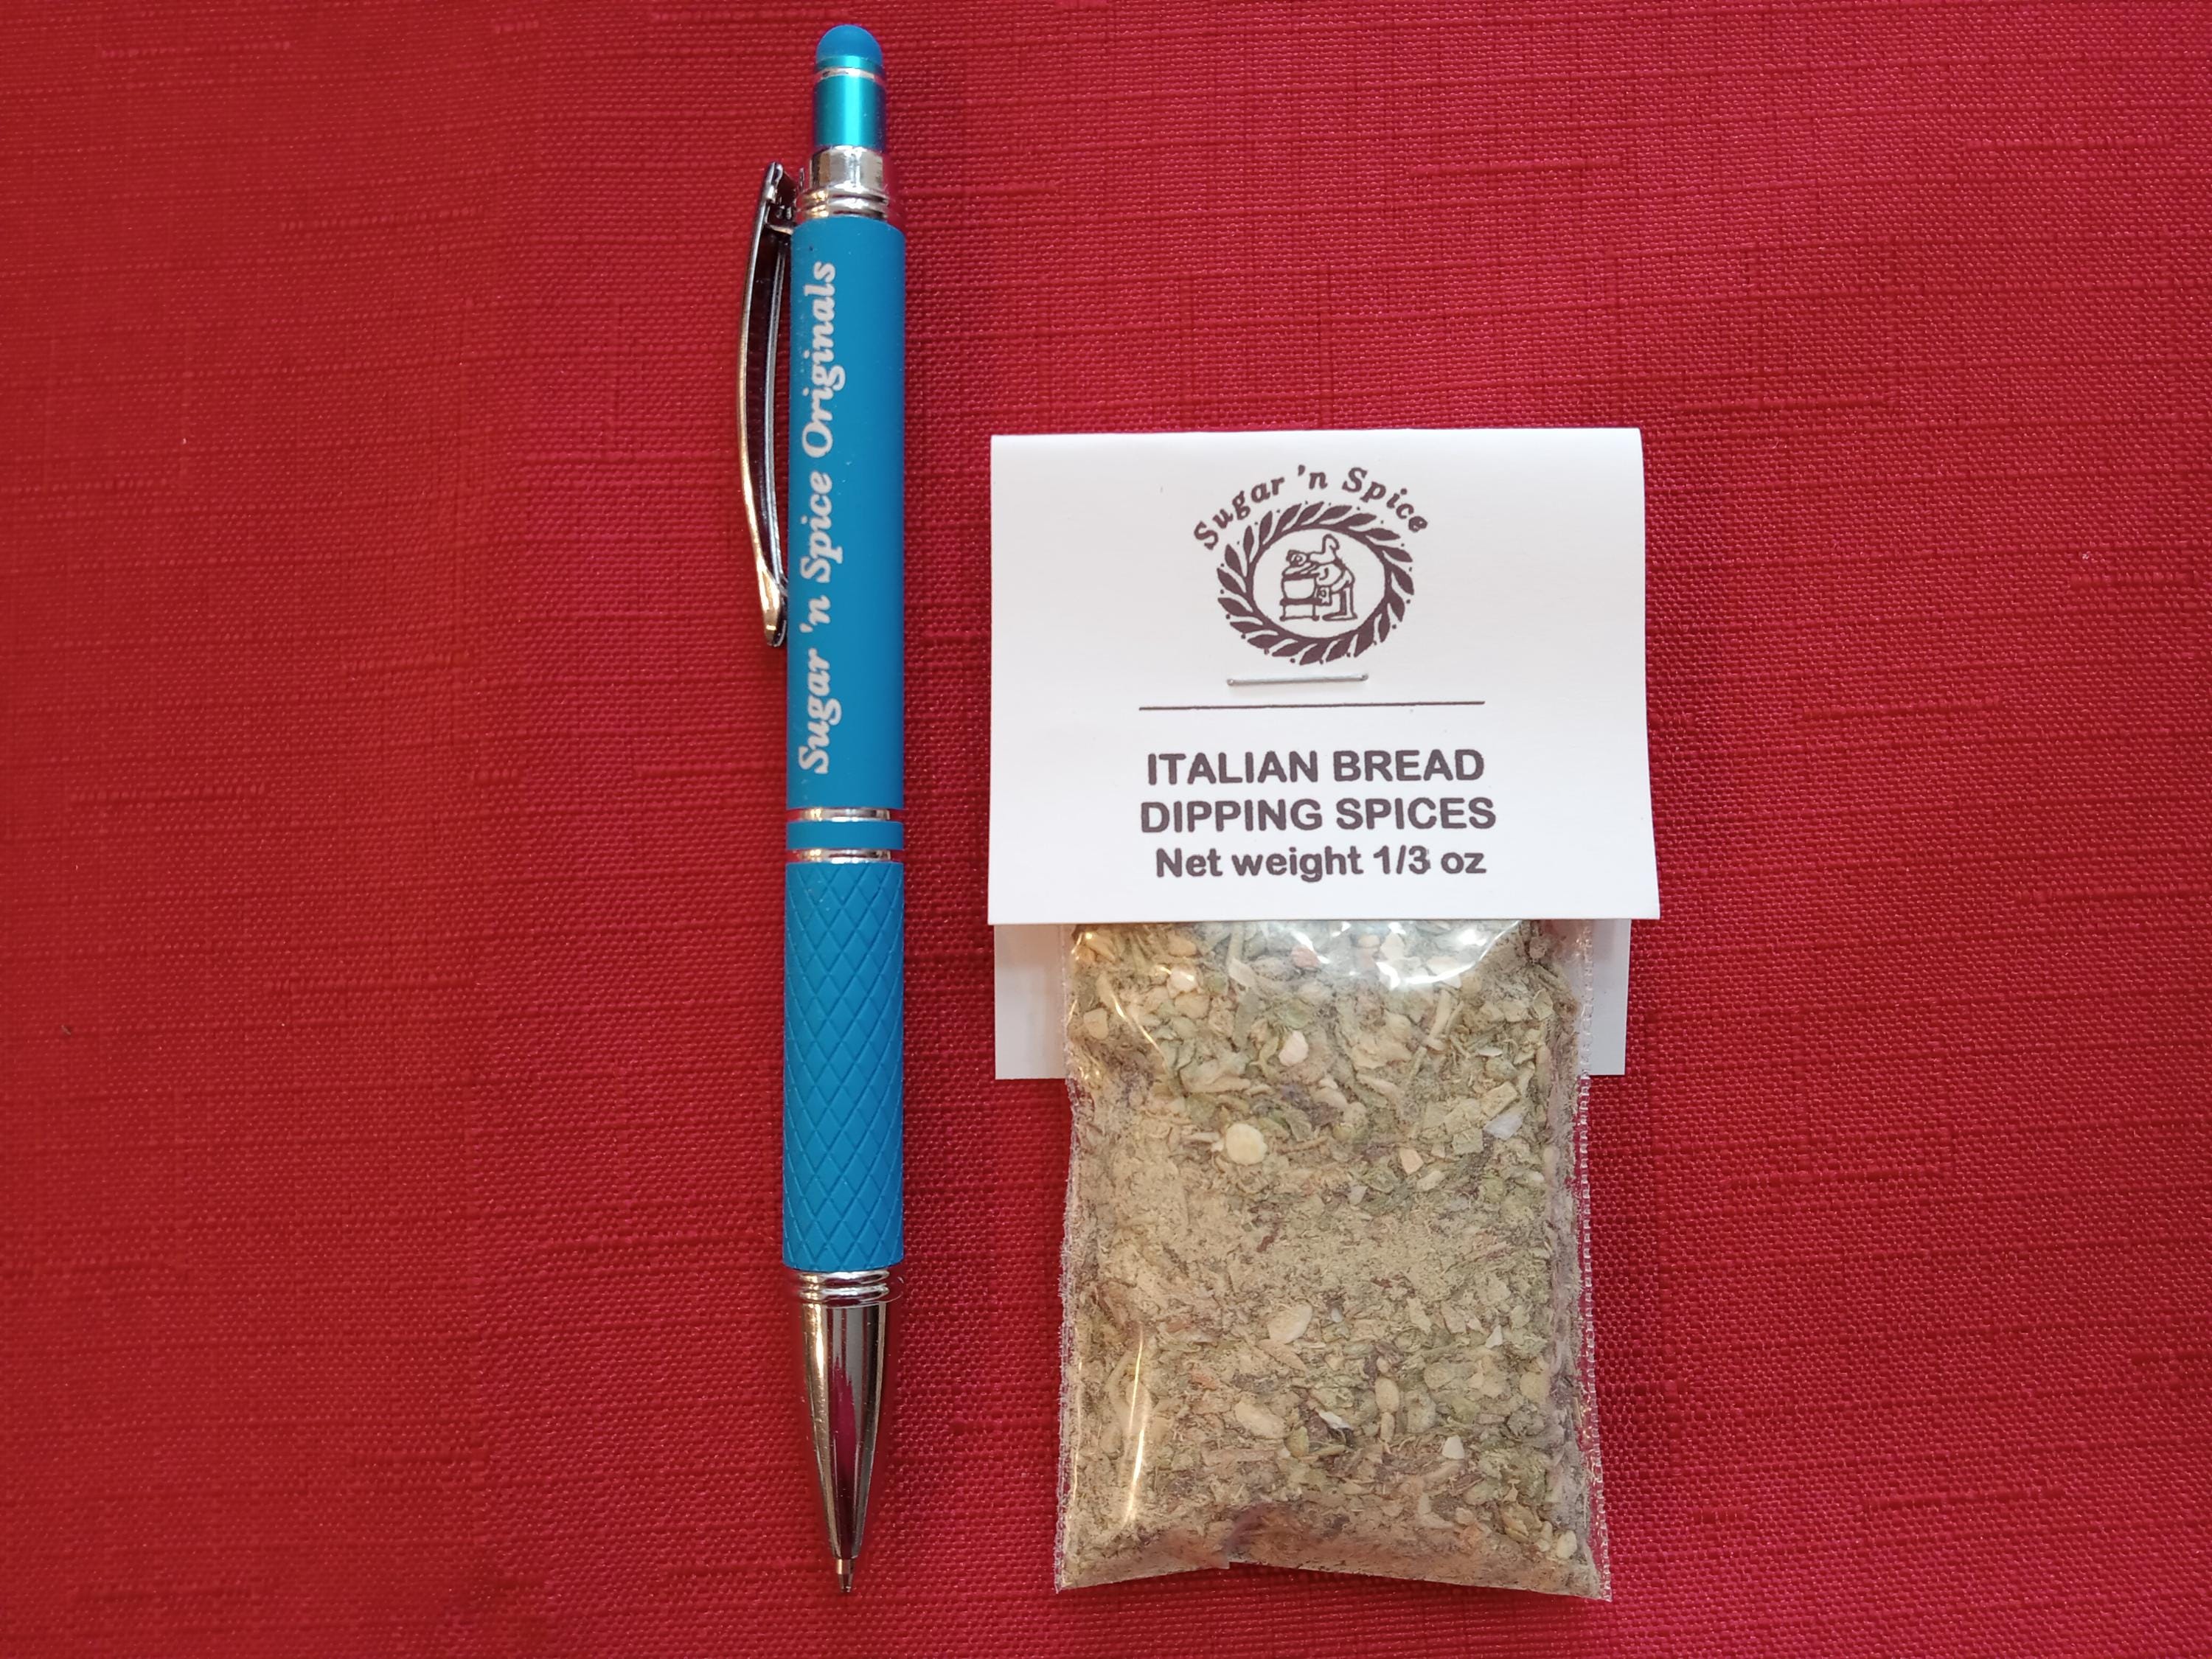 Sugar 'n Spice Originals
Sugar 'n Spice
ITALIAN BREAD
DIPPING SPICES
Net weight 1/3 oz